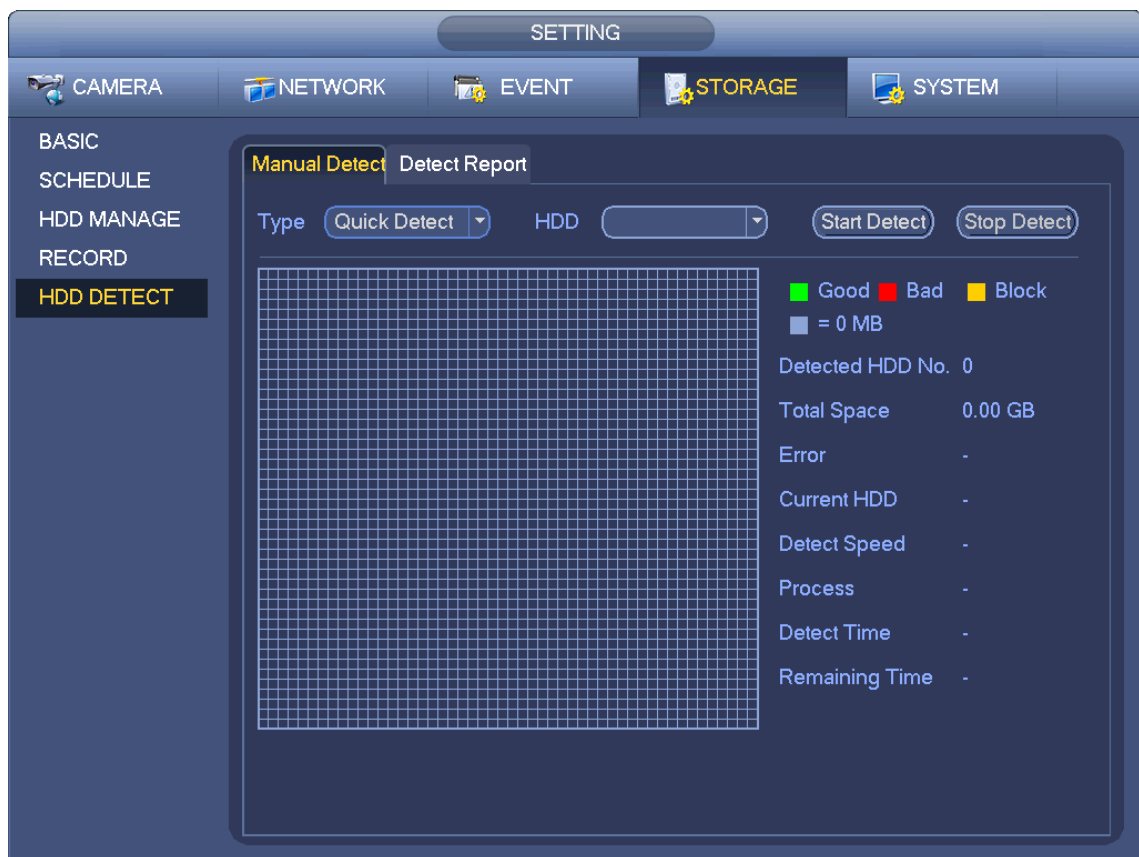 SETTING
CAMERA NETWORK EVENT STORAGE SYSTEM
BASIC
SCHEDULE
HDD MANAGE
RECORD
HDD DETECT
Manual Detect Detect Report
Type Quick Detect HDD Start Detect Stop Detect
Good Bad Block
= 0 MB
Detected HDD No. 0
Total Space 0.00 GB
Error -
Current HDD -
Detect Speed -
Process -
Detect Time -
Remaining Time -